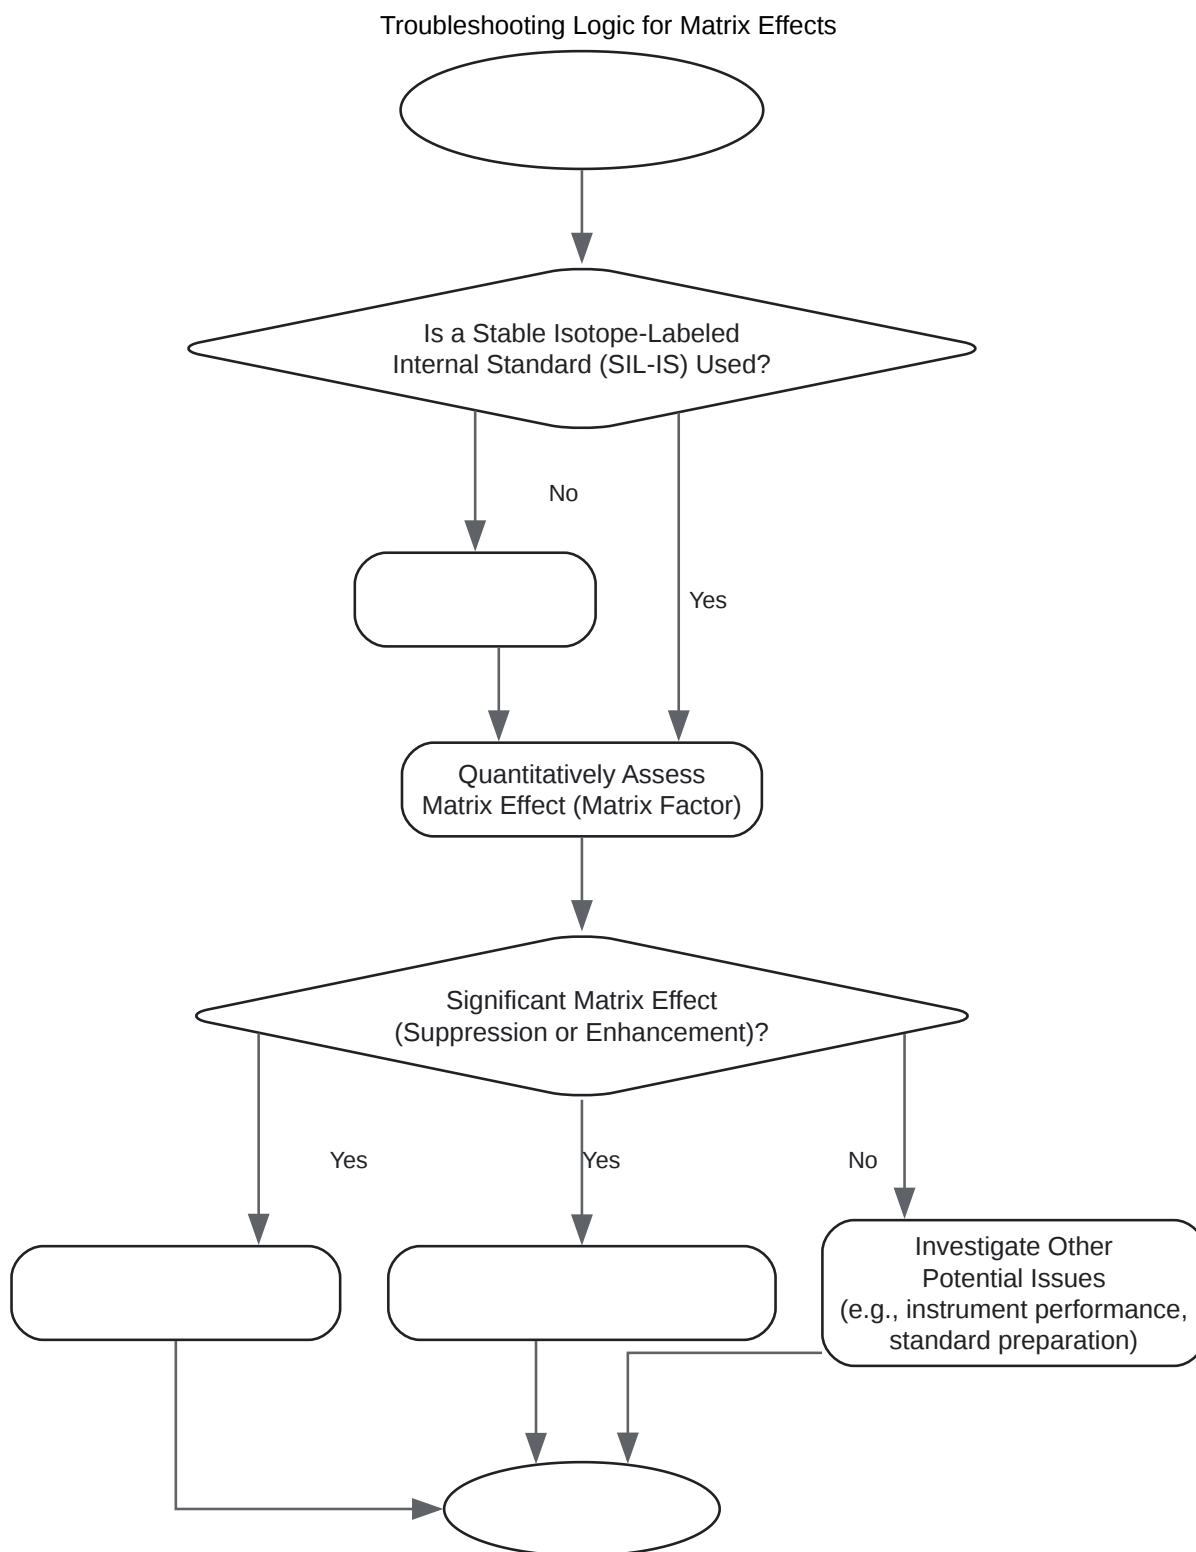 Troubleshooting Logic for Matrix Effects
Is a Stable Isotope-Labeled
Internal Standard (SIL-IS) Used?
No
Yes
Quantitatively Assess
Matrix Effect (Matrix Factor)
Significant Matrix Effect
(Suppression or Enhancement)?
Yes
Yes
No
Investigate Other
Potential Issues
(e.g., instrument performance,
standard preparation)